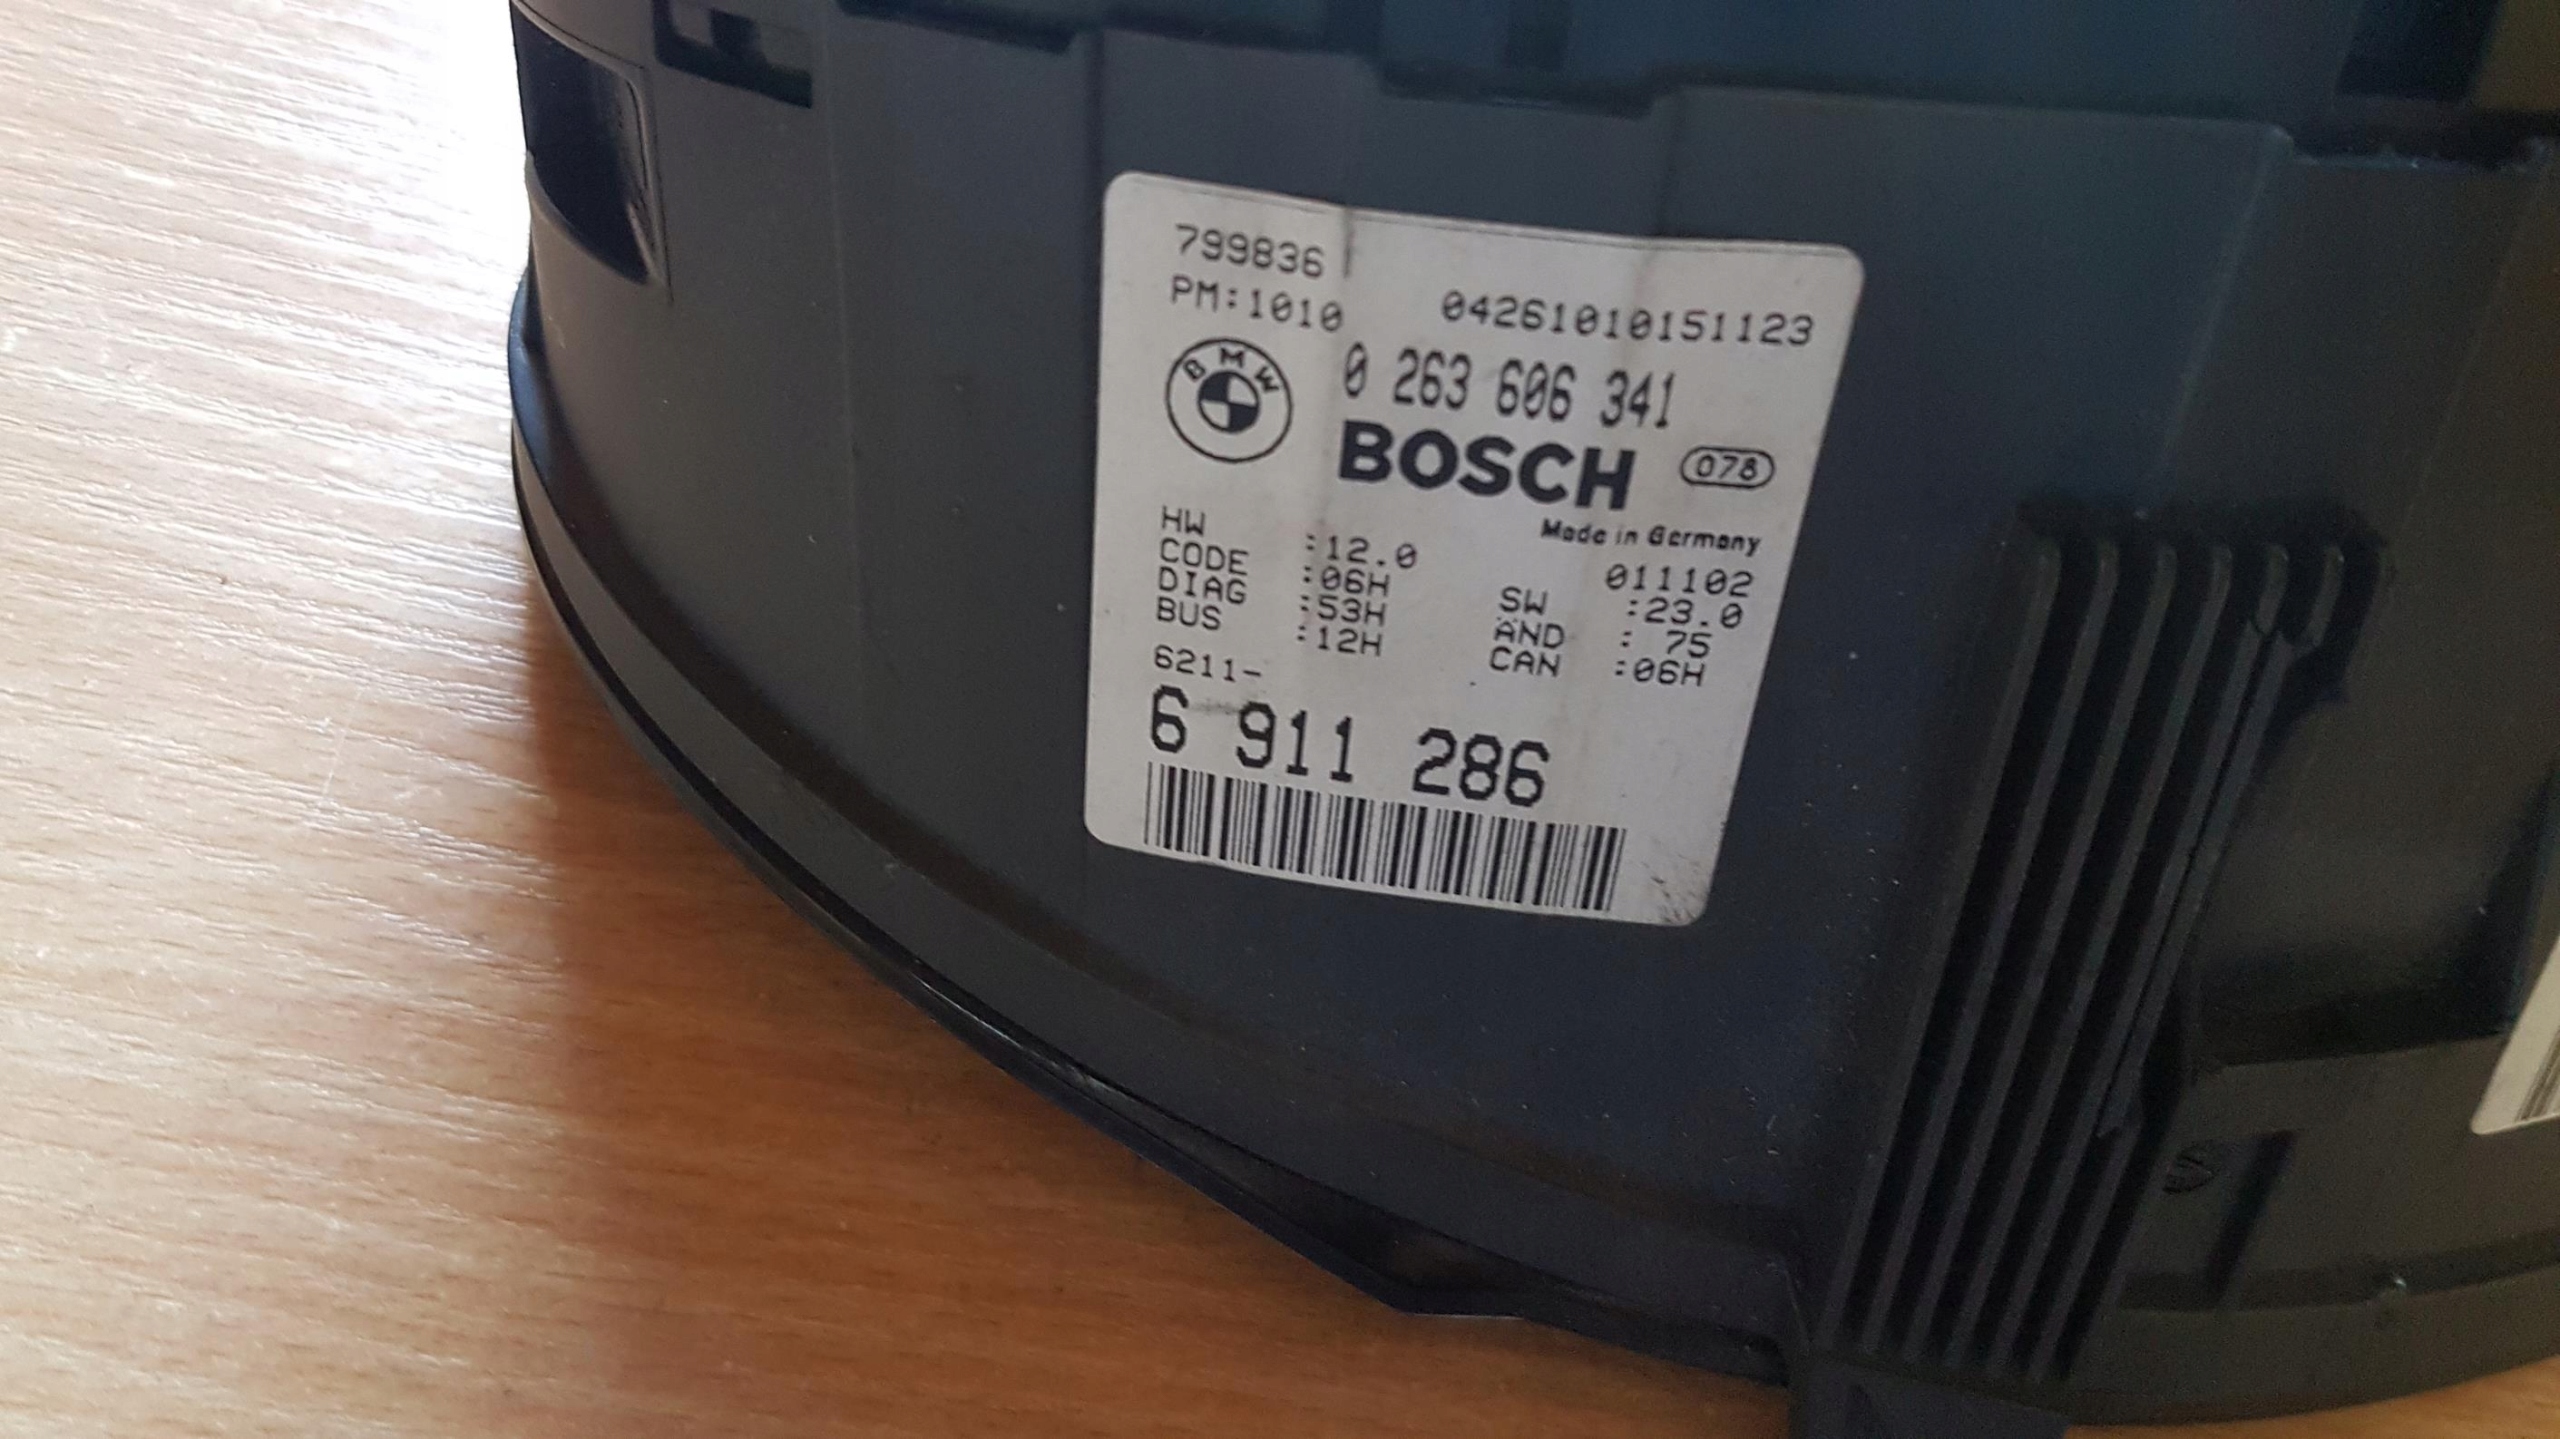 799836
PM:1010 04261010151123
BMW 0 263 606 341
BOSCH 078
Made in Germany
011102
HW :12.0 SW :23.0
CODE :06H AND : 75
DIAG :53H CAN :06H
BUS :12H
6211-
6 911 286